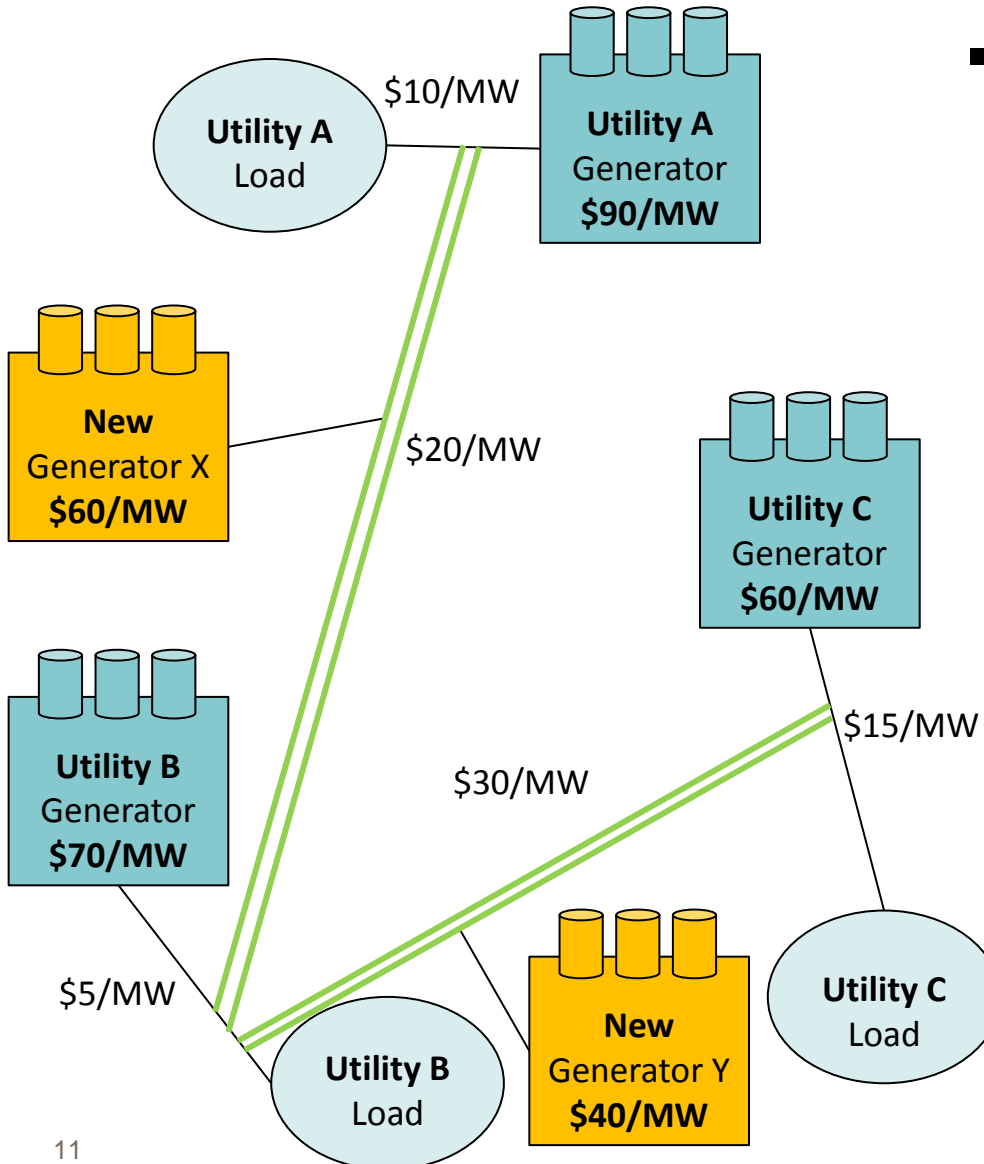 $10/MW
Utility A
Load
Utility A
Generator
$90/MW
New
Generator X
$60/MW
$20/MW
Utility C
Generator
$60/MW
Utility B
Generator
$70/MW
$30/MW
$15/MW
$5/MW
Utility B
Load
New
Generator Y
$40/MW
Utility C
Load
11